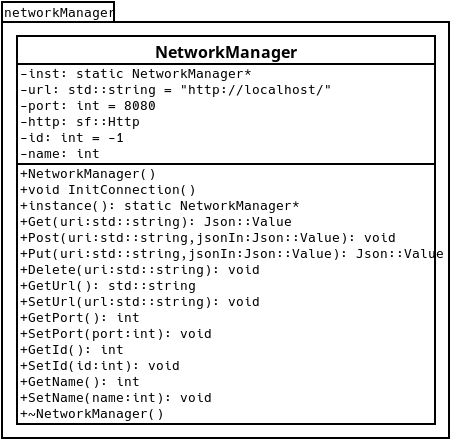 networkManager
NetworkManager
-inst: static NetworkManager*
-url: std::string = "http://localhost/"
-port: int = 8080
-http: sf::Http
-id: int = -1
-name: int
+NetworkManager()
+void InitConnection()
+instance(): static NetworkManager*
+Get(uri:std::string): Json::Value
+Post(uri:std::string,jsonIn:Json::Value): void
+Put(uri:std::string,jsonIn:Json::Value): Json::Value
+Delete(uri:std::string): void
+GetUrl(): std::string
+SetUrl(url:std::string): void
+GetPort(): int
+SetPort(port:int): void
+GetId(): int
+SetId(id:int): void
+GetName(): int
+SetName(name:int): void
+~NetworkManager()